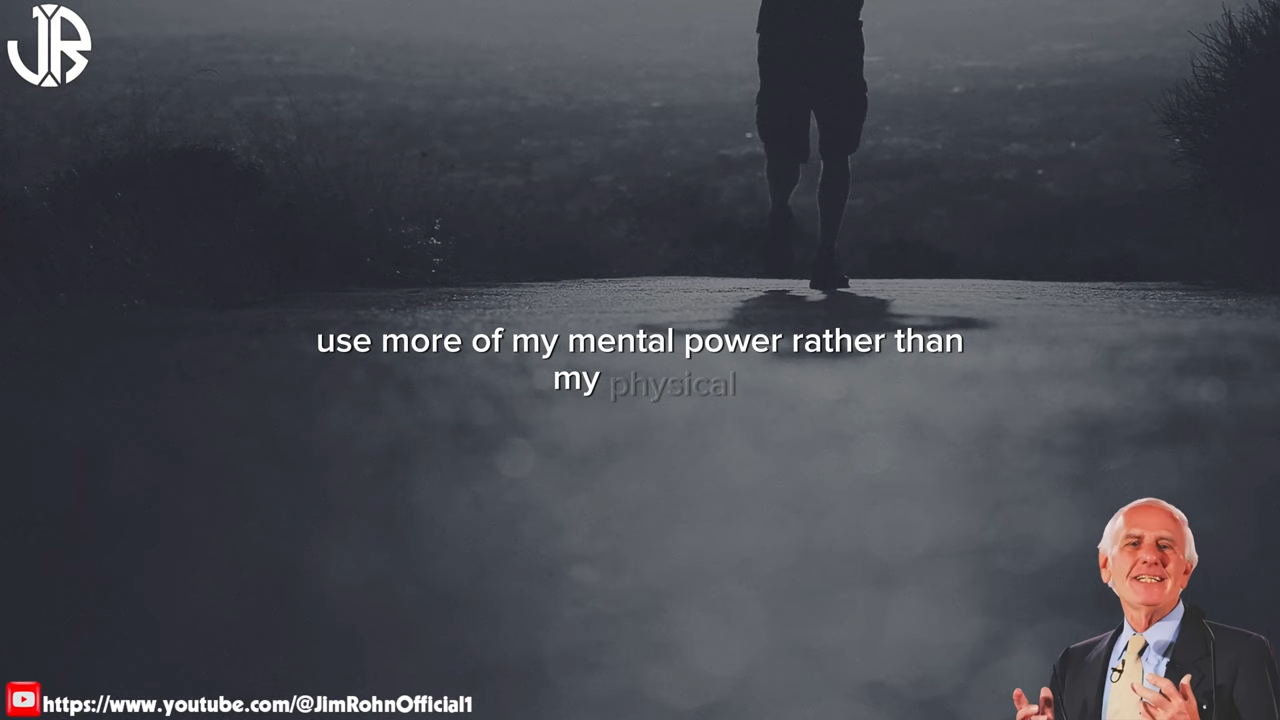 JR
use more of my mental power rather than
my physical
https://www.youtube.com/@JimRohnOfficial1